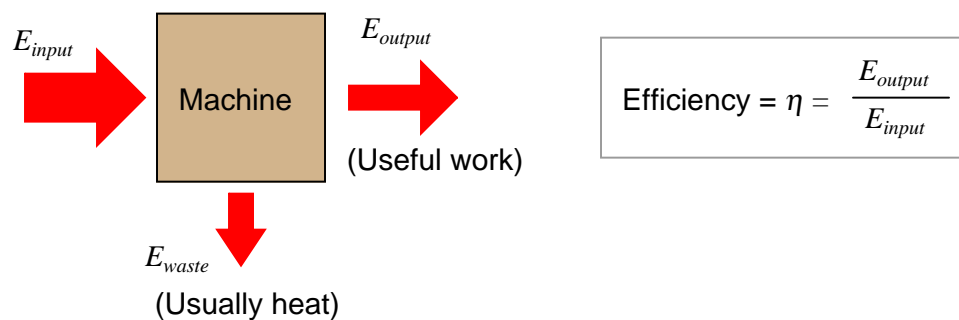 E_input
Machine
E_output
(Useful work)
E_waste
(Usually heat)
Efficiency = η = E_output / E_input